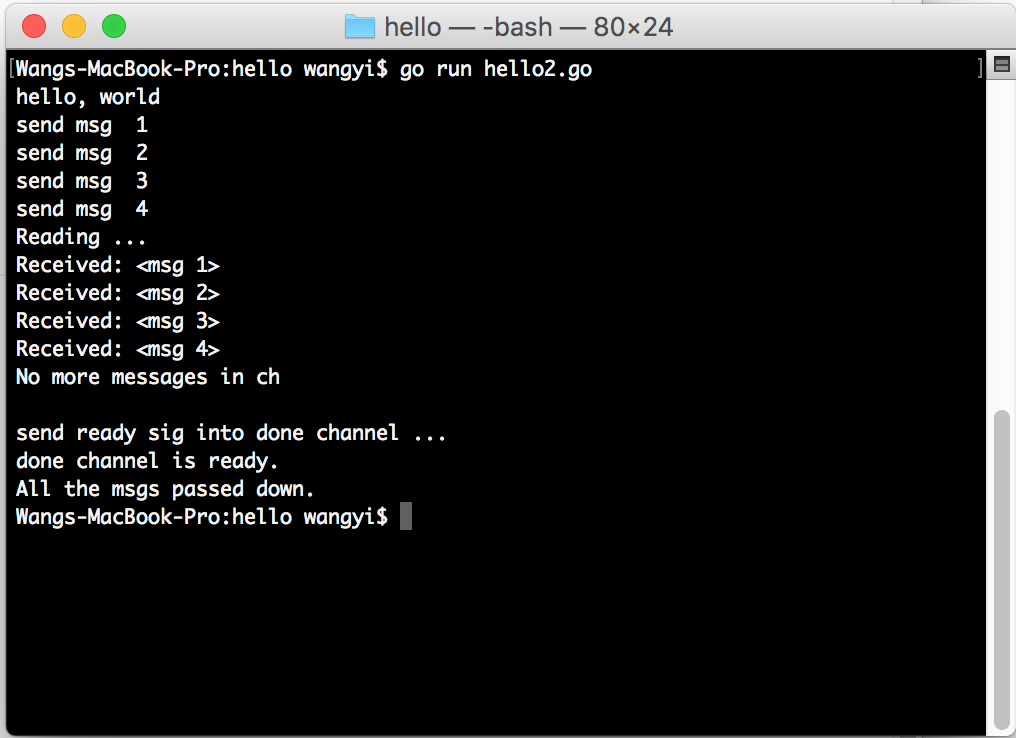 hello — -bash — 80×24
[Wangs-MacBook-Pro:hello wangyi$ go run hello2.go ]
hello, world
send msg  1
send msg  2
send msg  3
send msg  4
Reading ...
Received: <msg 1>
Received: <msg 2>
Received: <msg 3>
Received: <msg 4>
No more messages in ch
send ready sig into done channel ...
done channel is ready.
All the msgs passed down.
Wangs-MacBook-Pro:hello wangyi$